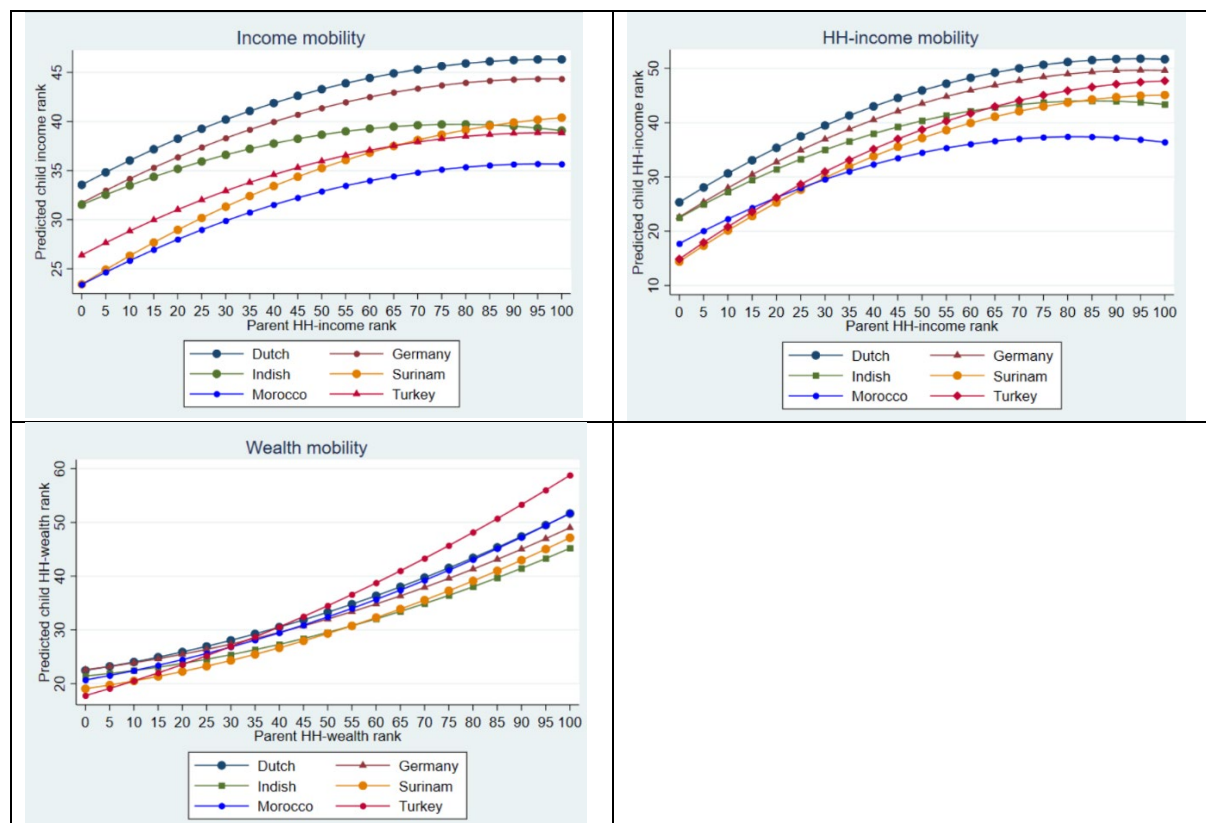 Income mobility
Predicted child income rank
45
40
35
30
25
0 5 10 15 20 25 30 35 40 45 50 55 60 65 70 75 80 85 90 95 100
Parent HH-income rank
Dutch Germany
Indish Surinam
Morocco Turkey
HH-income mobility
Predicted child HH-income rank
50
40
30
20
10
0 5 10 15 20 25 30 35 40 45 50 55 60 65 70 75 80 85 90 95 100
Parent HH-income rank
Dutch Germany
Indish Surinam
Morocco Turkey
Wealth mobility
Predicted child HH-wealth rank
60
50
40
30
20
0 5 10 15 20 25 30 35 40 45 50 55 60 65 70 75 80 85 90 95 100
Parent HH-wealth rank
Dutch Germany
Indish Surinam
Morocco Turkey